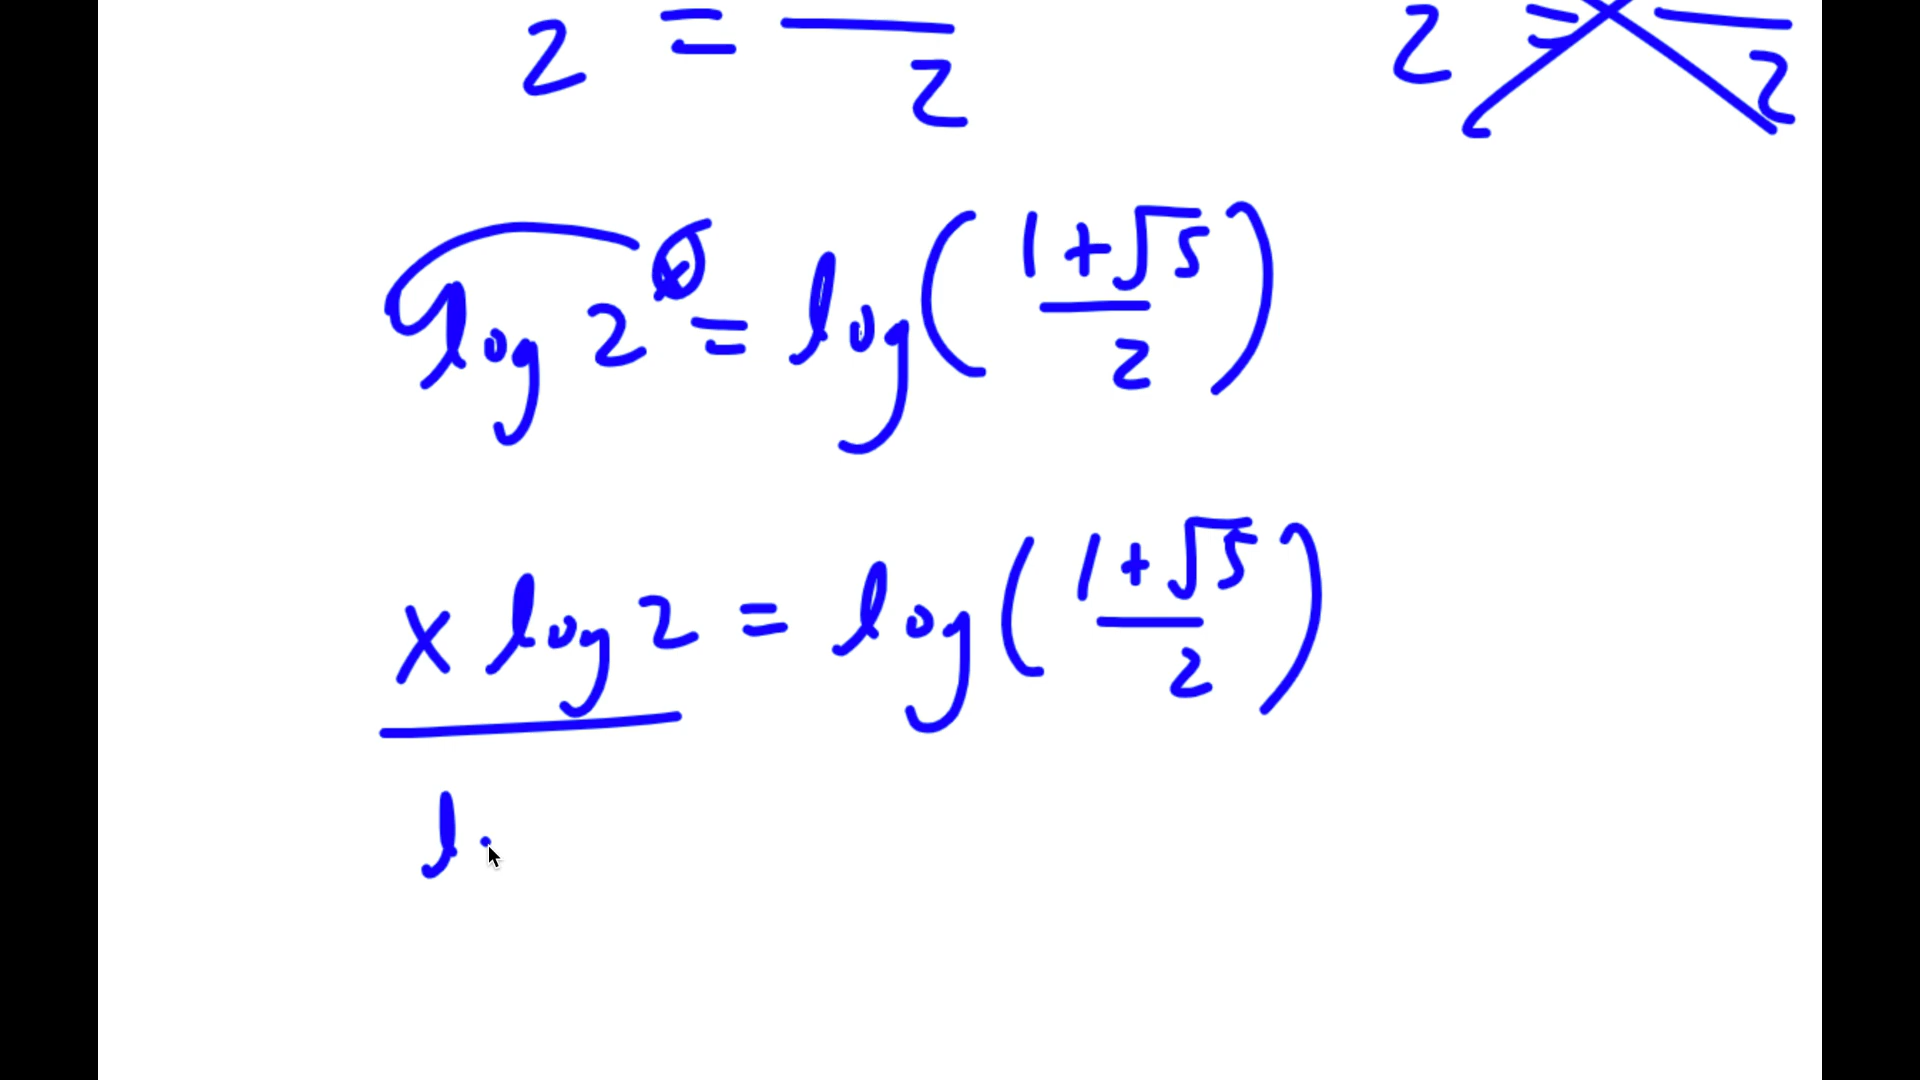 2 = —/2    2 = —/2
log 2^x = log((1+√5)/2)
x log 2 = log((1+√5)/2)
l